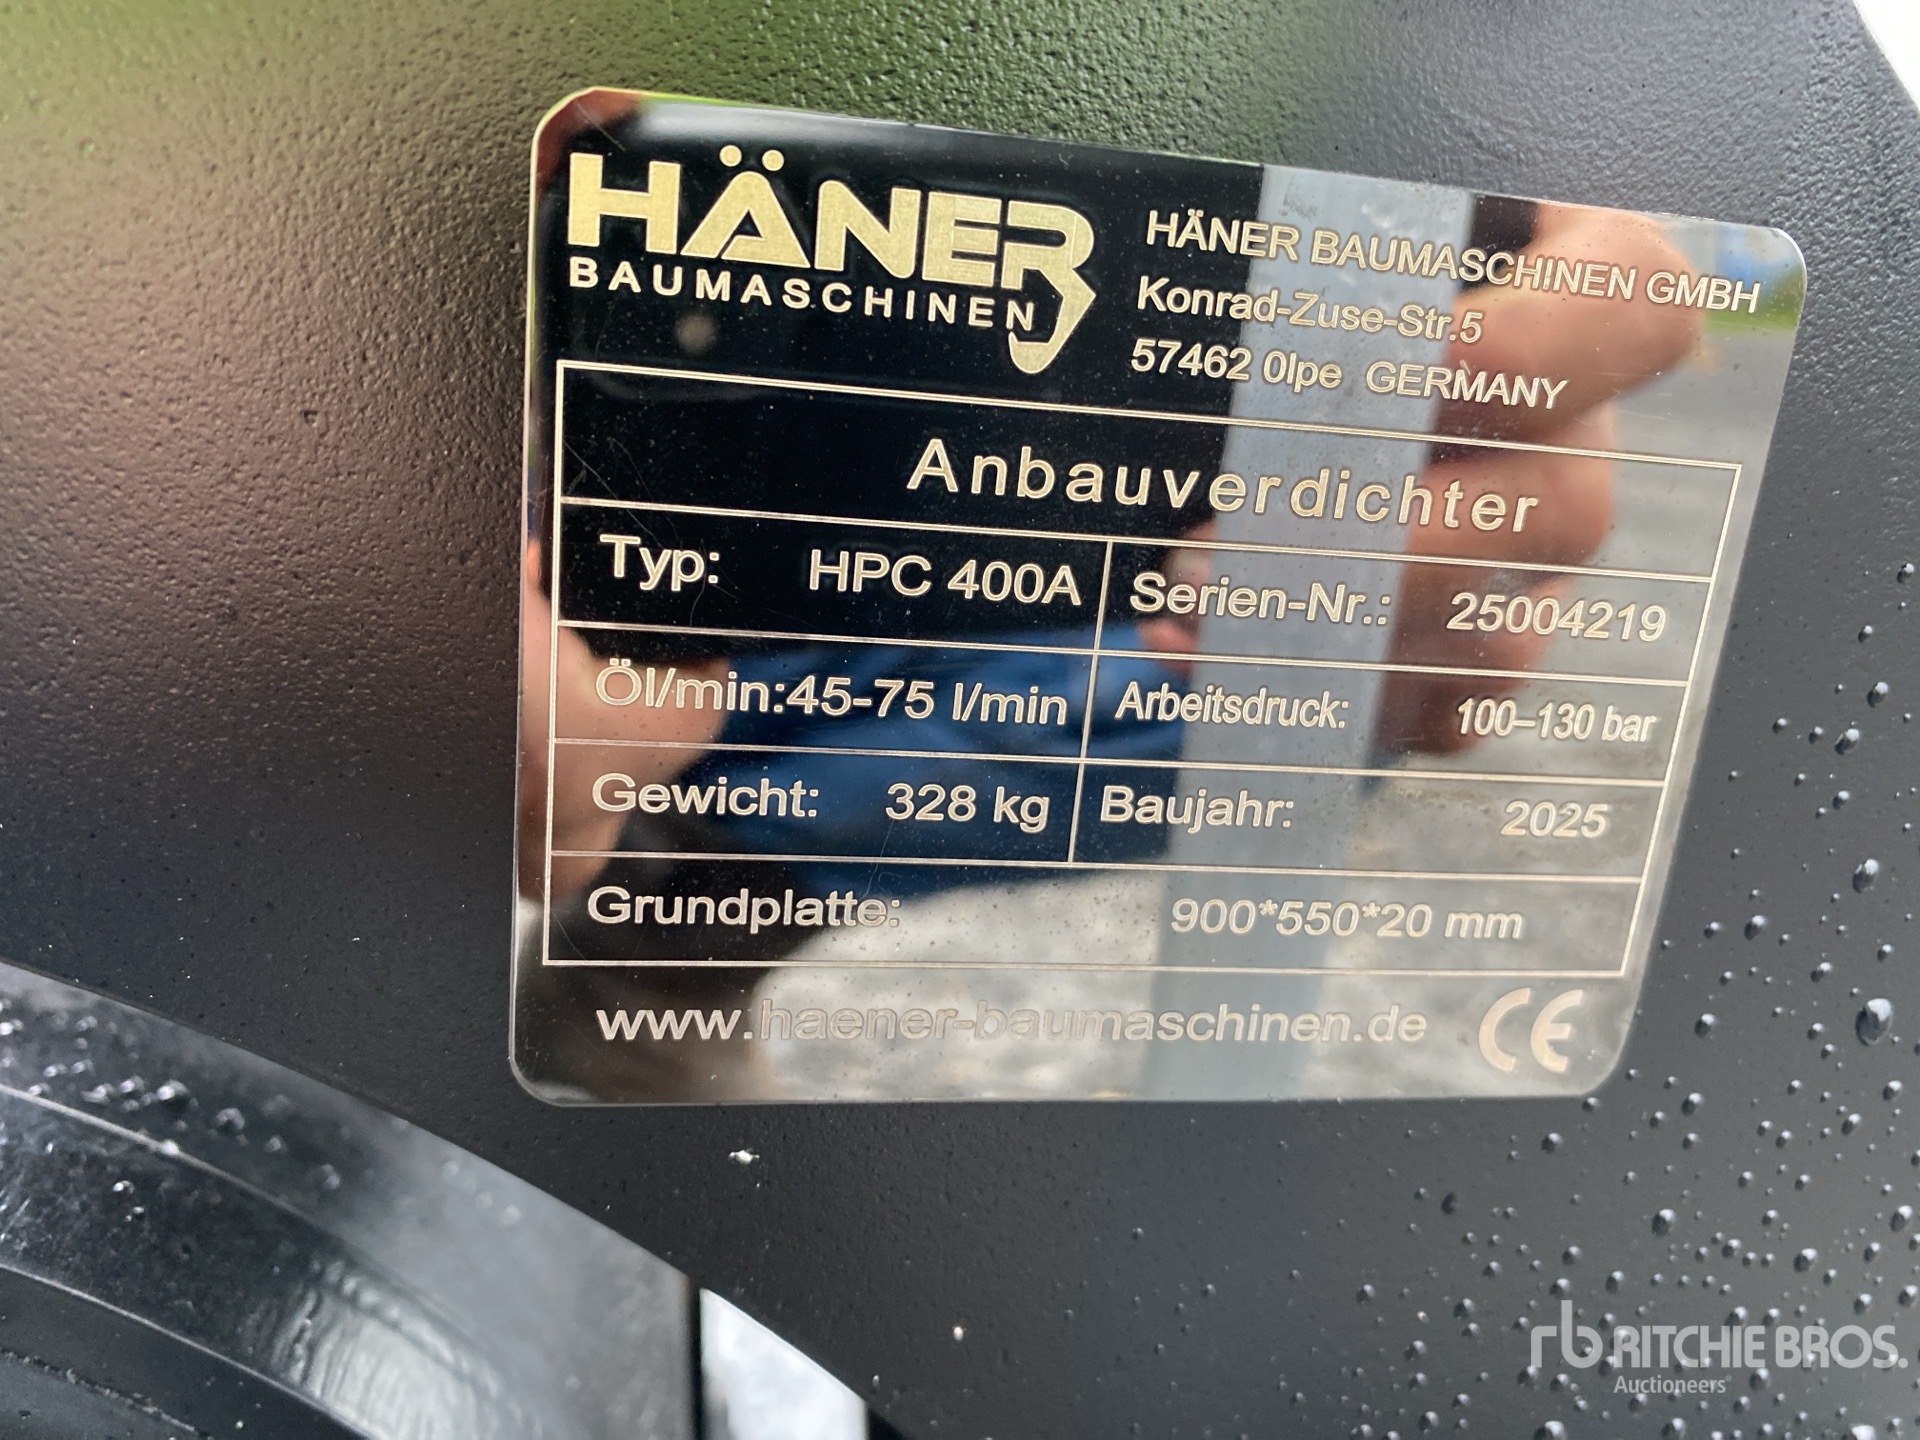 HÄNER
BAUMASCHINEN
HÄNER BAUMASCHINEN GMBH
Konrad-Zuse-Str.5
57462 Olpe GERMANY
Anbauverdichter
Typ: HPC 400A
Serien-Nr.: 25004219
Öl/min:45-75 l/min
Arbeitsdruck: 100-130 bar
Gewicht: 328 kg
Baujahr: 2025
Grundplatte: 900*550*20 mm
www.haener-baumaschinen.de CE
rb RITCHIE BROS.
Auctioneers